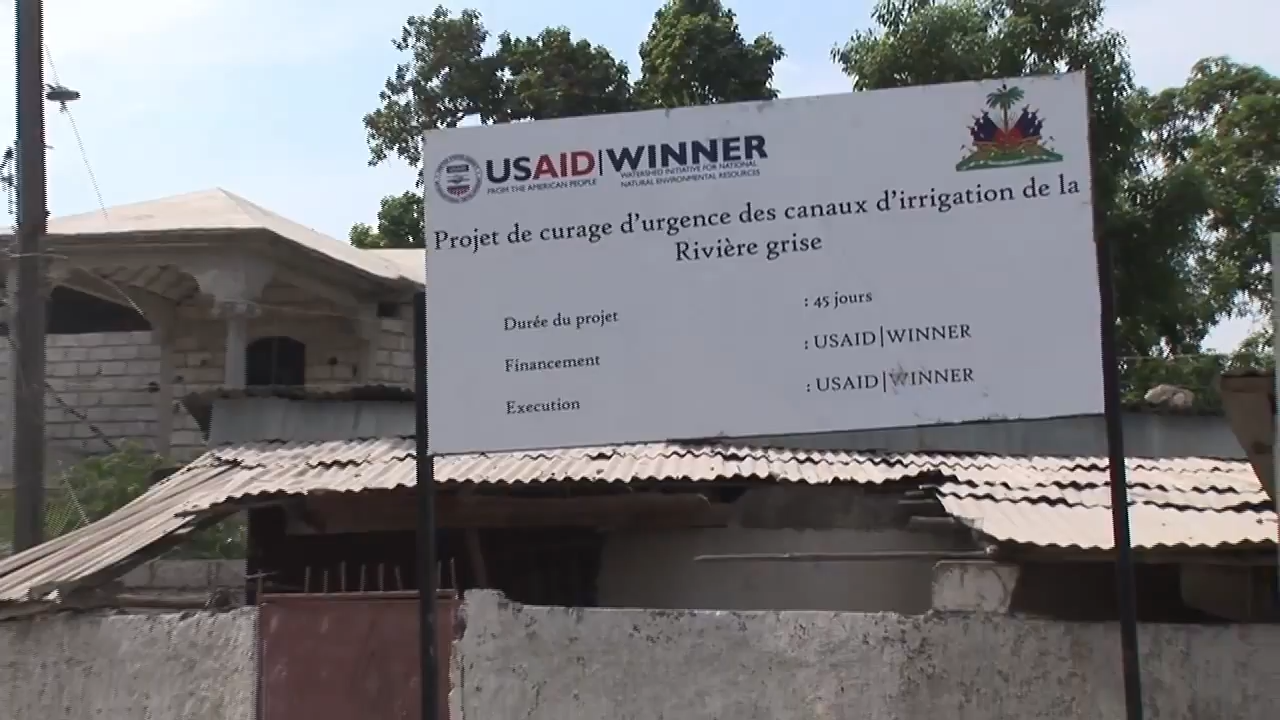 USAID|WINNER
FROM THE AMERICAN PEOPLE
WATERSHED INITIATIVE FOR NATIONAL
NATURAL ENVIRONMENTAL RESOURCES
Projet de curage d'urgence des canaux d'irrigation de la
Rivière grise
Durée du projet : 45 jours
Financement : USAID|WINNER
Execution : USAID|WINNER